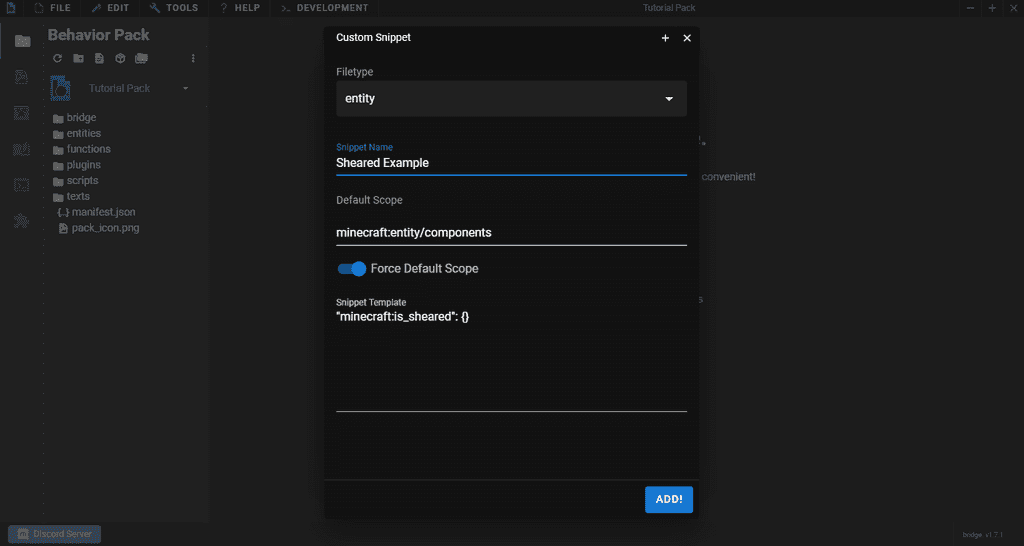 FILE EDIT TOOLS HELP DEVELOPMENT Tutorial Pack
Behavior Pack
Tutorial Pack
bridge
entities
functions
plugins
scripts
texts
{..} manifest.json
pack_icon.png
Custom Snippet
Filetype
entity
Snippet Name
Sheared Example
Default Scope
minecraft:entity/components
Force Default Scope
Snippet Template
"minecraft:is_sheared": {}
ADD!
convenient!
Discord Server
bridge. v1.7.1